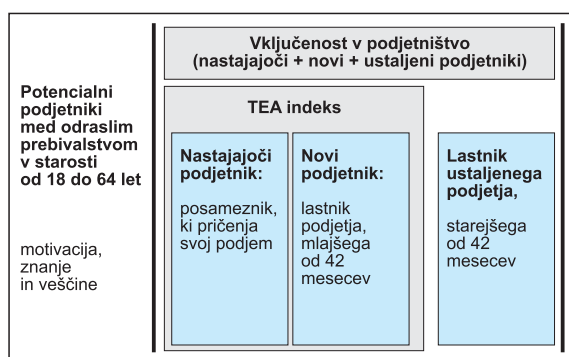 Vključenost v podjetništvo
(nastajajoči + novi + ustaljeni podjetniki)
Potencialni
podjetniki
med odraslim
prebivalstvom
v starosti
od 18 do 64 let
motivacija,
znanje
in veščine
TEA indeks
Nastajajoči
podjetnik:
posameznik,
ki pričenja
svoj podjem
Novi
podjetnik:
lastnik
podjetja,
mlajšega
od 42
mesecev
Lastnik
ustaljenega
podjetja,
starejšega
od 42
mesecev